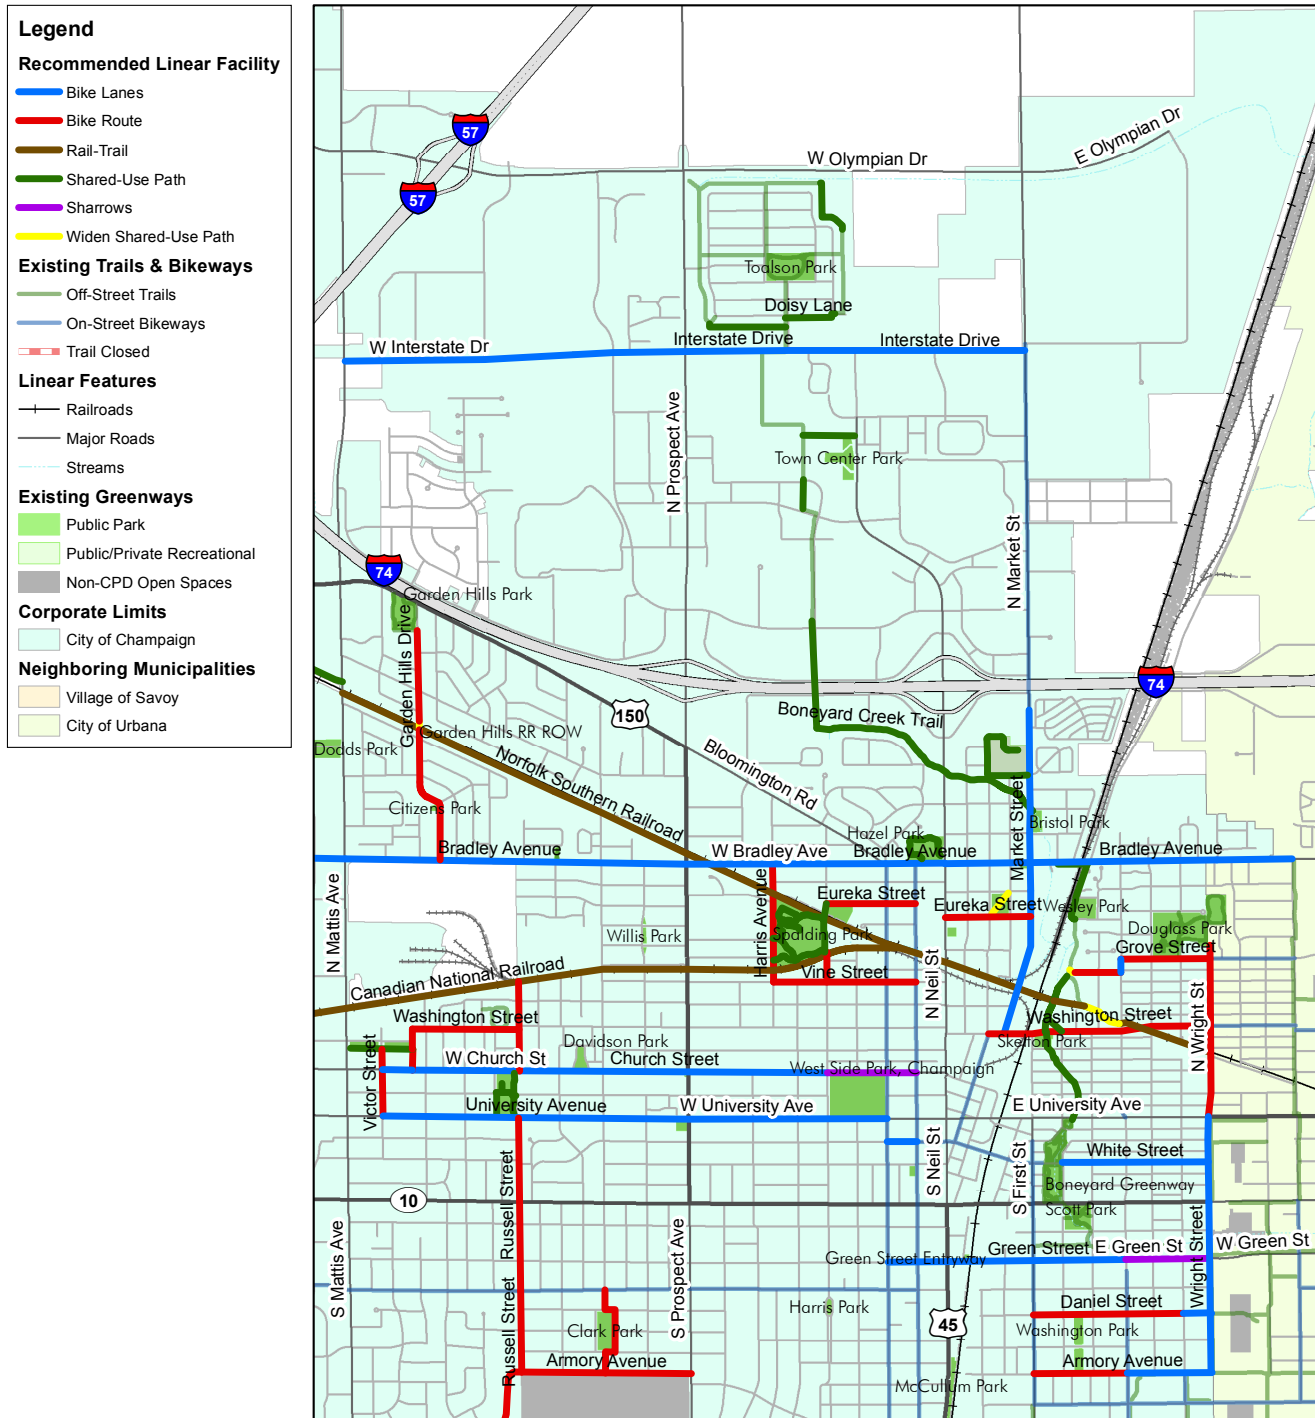 Legend
Recommended Linear Facility
Bike Lanes
Bike Route
Rail-Trail
Shared-Use Path
Sharrows
Widen Shared-Use Path
Existing Trails & Bikeways
Off-Street Trails
On-Street Bikeways
Trail Closed
Linear Features
Railroads
Major Roads
Streams
Existing Greenways
Public Park
Public/Private Recreational
Non-CPD Open Spaces
Corporate Limits
City of Champaign
Neighboring Municipalities
Village of Savoy
City of Urbana
57
57
W Olympian Dr
E Olympian Dr
Toalson Park
Doisy Lane
W Interstate Dr
Interstate Drive
Interstate Drive
N Prospect Ave
Town Center Park
N Market St
74
Garden Hills Park
Garden Hills Drive
74
150
Boneyard Creek Trail
Garden Hills RR ROW
Dodds Park
Norfolk Southern Railroad
Bloomington Rd
Citizens Park
Market Street
Bristol Park
Hazel Park
Bradley Avenue
W Bradley Ave
Bradley Avenue
Bradley Avenue
N Mattis Ave
Harris Avenue
Eureka Street
Eureka Street
Wesley Park
Douglass Park
Willis Park
Spalding Park
Grove Street
Canadian National Railroad
Vine Street
N Neil St
Washington Street
Washington Street
N Wright St
Davidson Park
Skelton Park
Victor Street
W Church St
Church Street
West Side Park, Champaign
University Avenue
W University Ave
E University Ave
Russell Street
S Neil St
S First St
White Street
10
Boneyard Greenway
Scott Park
S Mattis Ave
S Prospect Ave
Green Street Entryway
Green Street
E Green St
W Green St
Wright Street
Russell Street
Harris Park
45
Daniel Street
Clark Park
Washington Park
Armory Avenue
Armory Avenue
McCullum Park